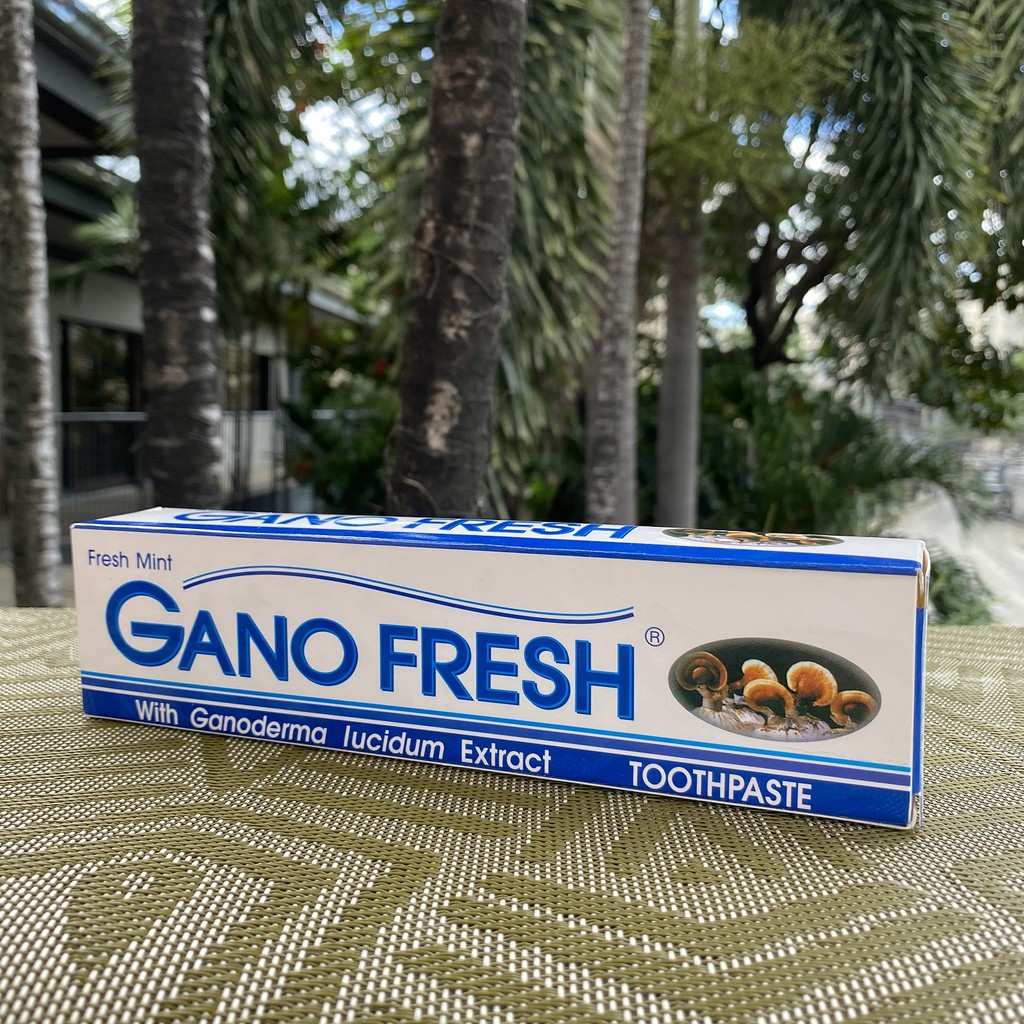 GANO FRESH
Fresh Mint
GANO FRESH®
With Ganoderma lucidum Extract
TOOTHPASTE